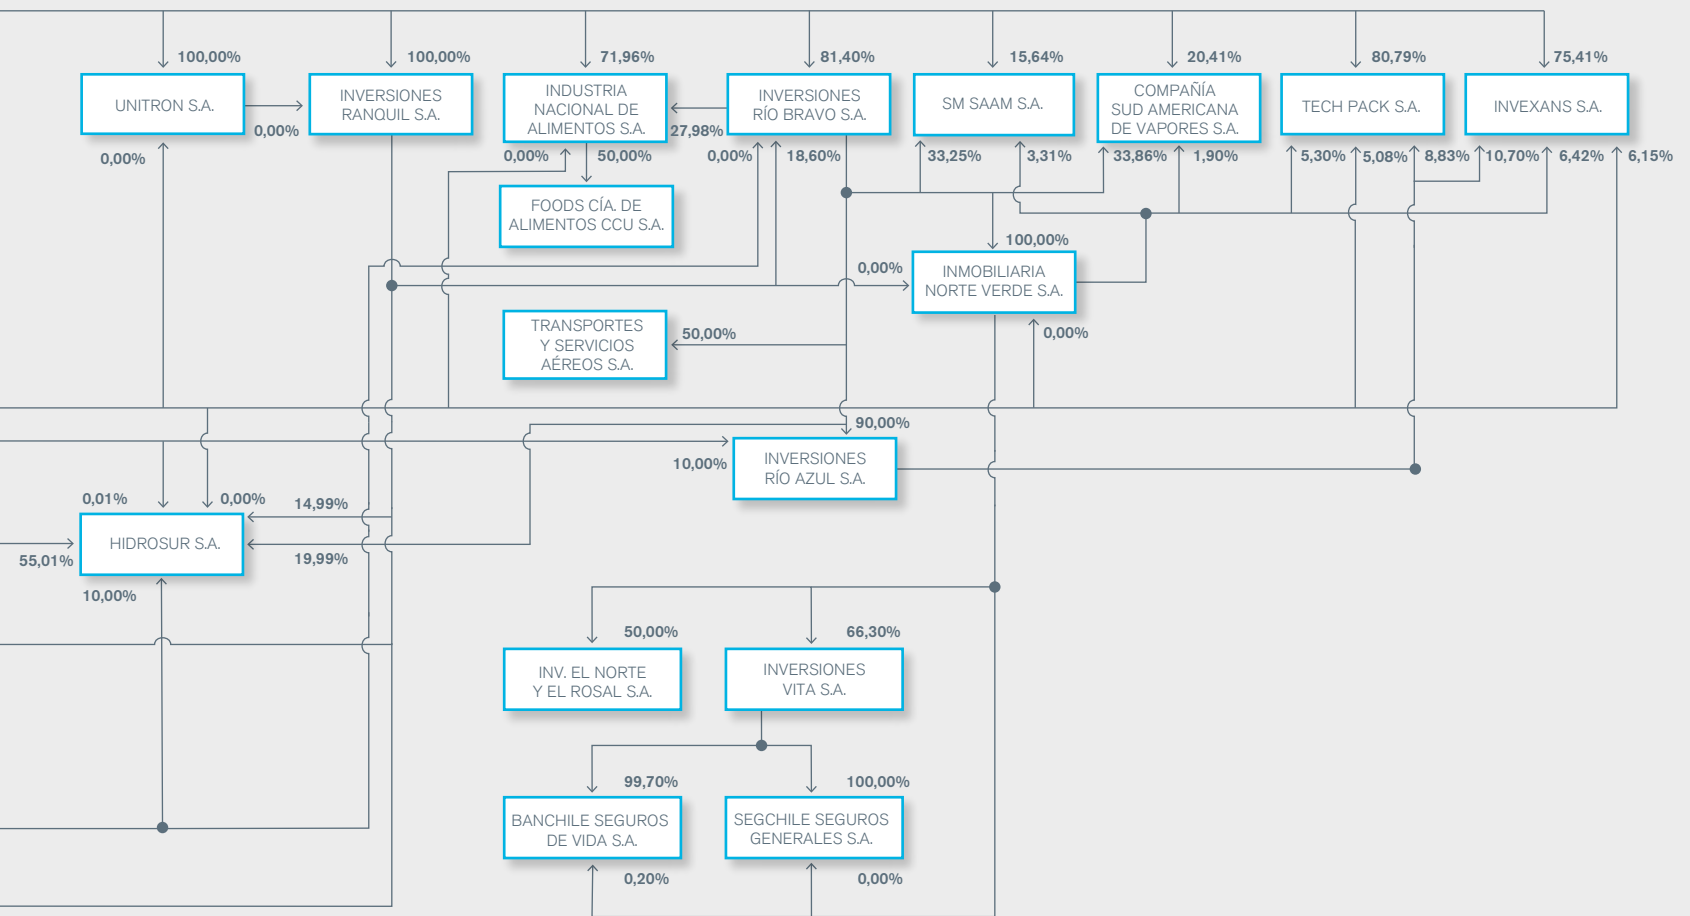 100,00%
100,00%
71,96%
81,40%
15,64%
20,41%
80,79%
75,41%
UNITRON S.A.
INVERSIONES
RANQUIL S.A.
INDUSTRIA
NACIONAL DE
ALIMENTOS S.A.
INVERSIONES
RÍO BRAVO S.A.
SM SAAM S.A.
COMPAÑÍA
SUD AMERICANA
DE VAPORES S.A.
TECH PACK S.A.
INVEXANS S.A.
0,00%
27,98%
0,00%
0,00%
50,00%
0,00%
18,60%
33,25%
3,31%
33,86%
1,90%
5,30%
5,08%
8,83%
10,70%
6,42%
6,15%
FOODS CÍA. DE
ALIMENTOS CCU S.A.
100,00%
0,00%
INMOBILIARIA
NORTE VERDE S.A.
TRANSPORTES
Y SERVICIOS
AÉREOS S.A.
50,00%
0,00%
90,00%
10,00%
INVERSIONES
RÍO AZUL S.A.
0,01%
0,00%
14,99%
HIDROSUR S.A.
55,01%
19,99%
10,00%
50,00%
66,30%
INV. EL NORTE
Y EL ROSAL S.A.
INVERSIONES
VITA S.A.
99,70%
100,00%
BANCHILE SEGUROS
DE VIDA S.A.
SEGCHILE SEGUROS
GENERALES S.A.
0,20%
0,00%